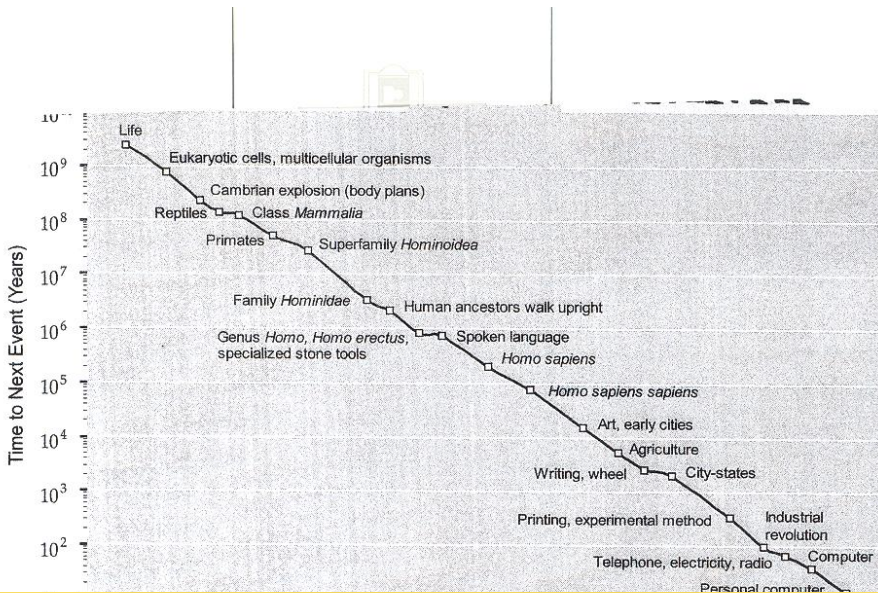 Life
10⁹
Eukaryotic cells, multicellular organisms
Cambrian explosion (body plans)
10⁸
Reptiles
Class Mammalia
Primates
Superfamily Hominoidea
10⁷
Family Hominidae
Human ancestors walk upright
10⁶
Genus Homo, Homo erectus,
specialized stone tools
Spoken language
Homo sapiens
10⁵
Homo sapiens sapiens
Art, early cities
10⁴
Agriculture
Writing, wheel
City-states
10³
Printing, experimental method
Industrial
revolution
10²
Telephone, electricity, radio
Computer
Personal computer
Time to Next Event (Years)